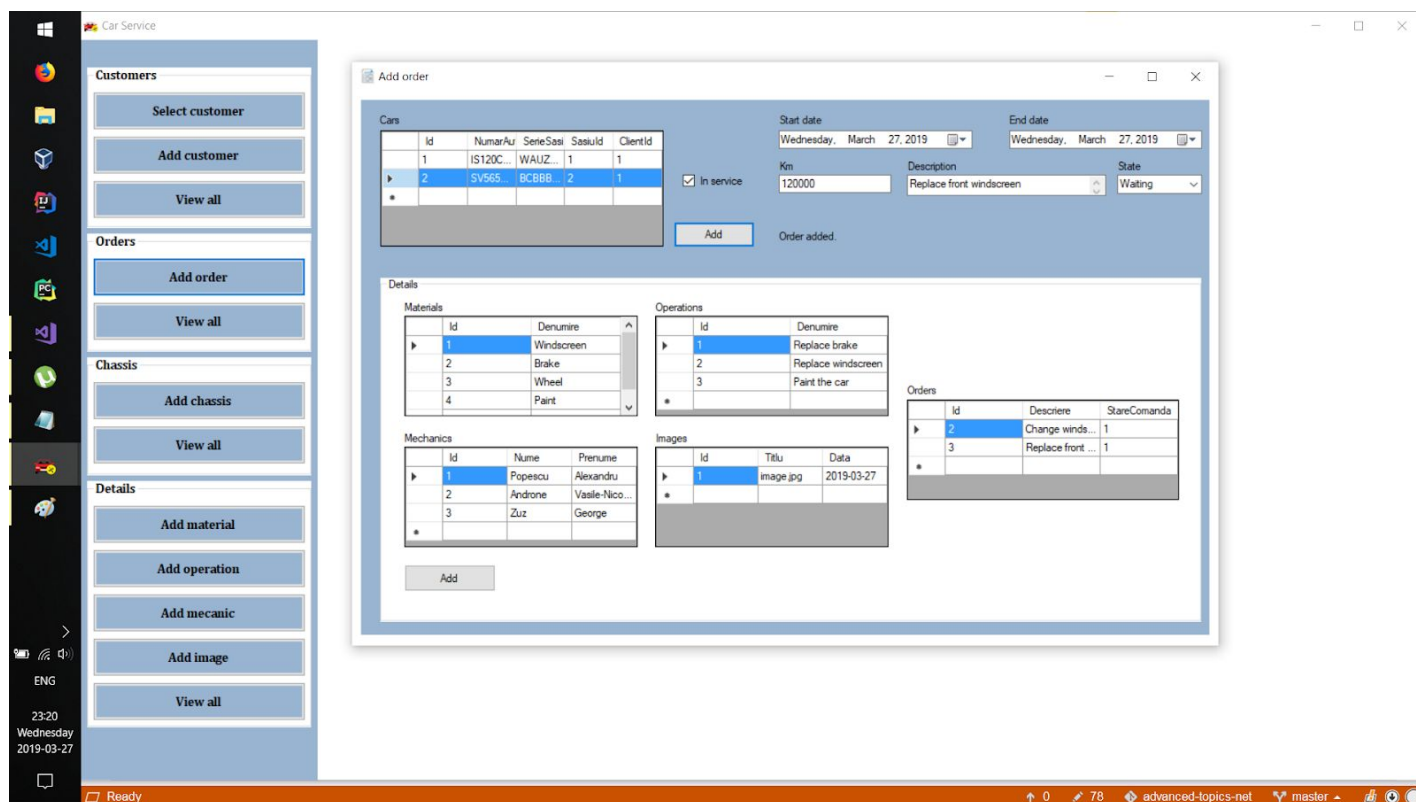 Car Service
Customers
Select customer
Add customer
View all
Orders
Add order
View all
Chassis
Add chassis
View all
Details
Add material
Add operation
Add mecanic
Add image
View all
ENG
23:20
Wednesday
2019-03-27
Add order
Cars
Id NumarAu SerieSasi SasiuId ClientId
1 IS120C... WAUZ... 1 1
2 SV565... BCBBB... 2 1
In service
Add
Start date
Wednesday, March 27, 2019
End date
Wednesday, March 27, 2019
Km
120000
Description
Replace front windscreen
State
Waiting
Order added.
Details
Materials
Id Denumire
1 Windscreen
2 Brake
3 Wheel
4 Paint
Operations
Id Denumire
1 Replace brake
2 Replace windscreen
3 Paint the car
Mechanics
Id Nume Prenume
1 Popescu Alexandru
2 Androne Vasile-Nico...
3 Zuz George
Images
Id Titlu Data
1 image.jpg 2019-03-27
Orders
Id Descriere StareComanda
2 Change winds... 1
3 Replace front ... 1
Add
Ready
0 78 advanced-topics-net master